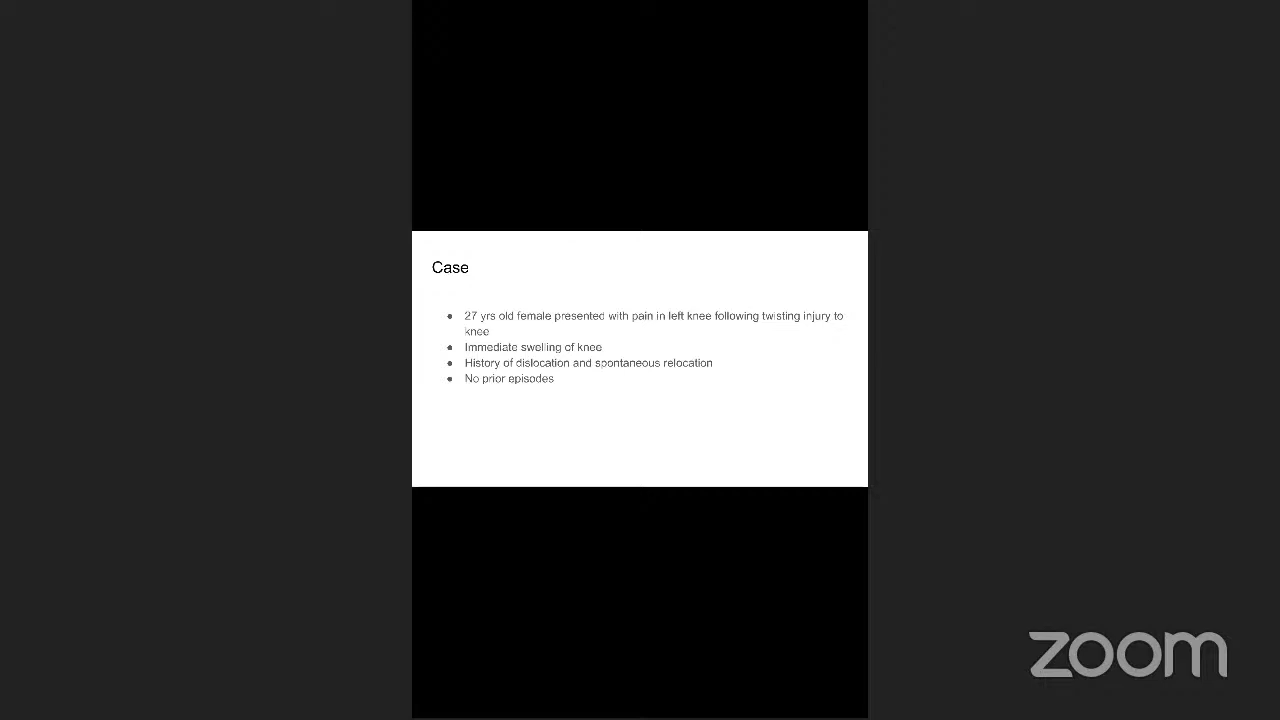 Case
● 27 yrs old female presented with pain in left knee following twisting injury to
knee
● Immediate swelling of knee
● History of dislocation and spontaneous relocation
● No prior episodes
zoom